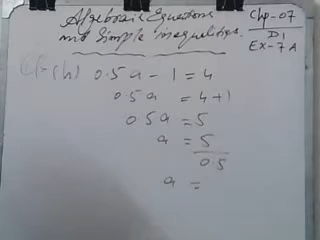 Algebraic Equations
and Simple inequalities.
Chp-07
D1
Ex-7A
(h) 0.5a - 1 = 4
0.5a = 4+1
0.5a = 5
a = 5
0.5
a =